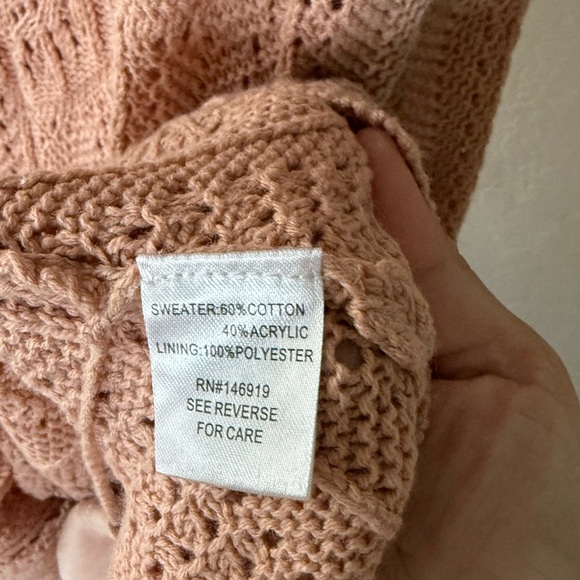 SWEATER:60%COTTON
40%ACRYLIC
LINING:100%POLYESTER
RN#146919
SEE REVERSE
FOR CARE